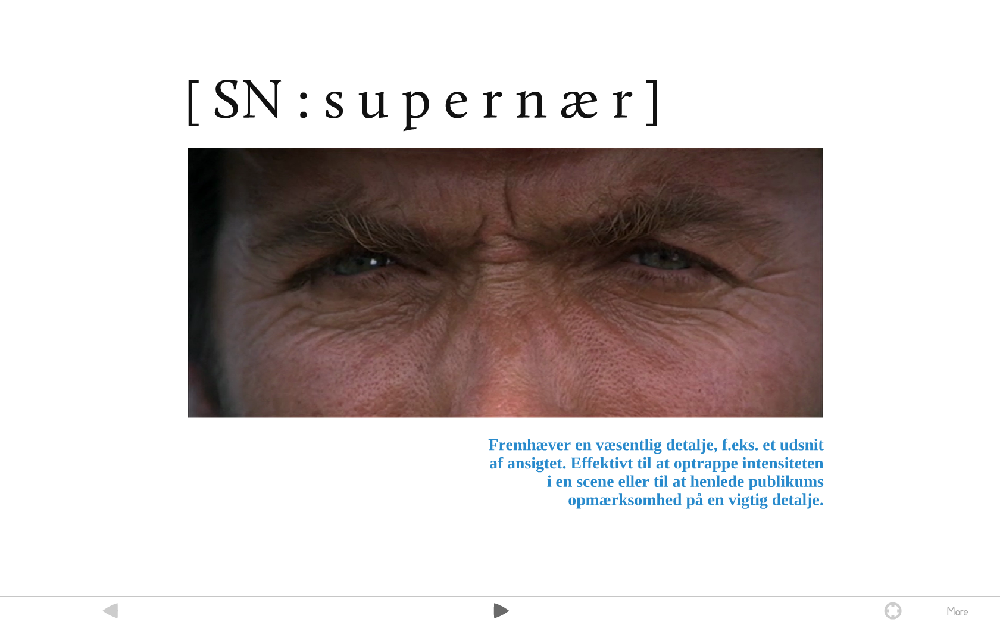 [ SN : s u p e r n æ r ]
Fremhæver en væsentlig detalje, f.eks. et udsnit
af ansigtet. Effektivt til at optrappe intensiteten
i en scene eller til at henlede publikums
opmærksomhed på en vigtig detalje.
More